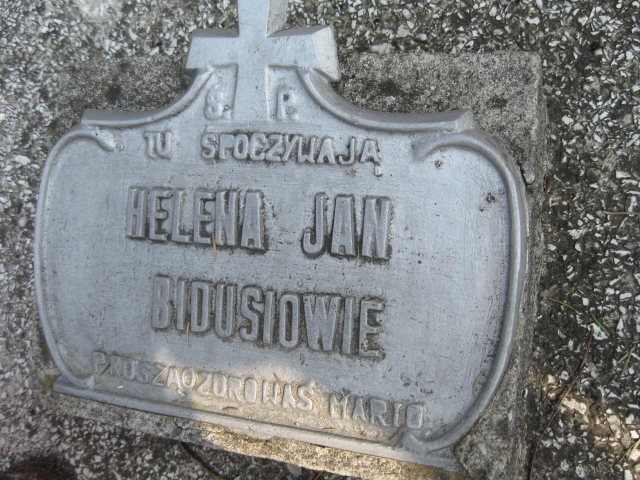 Ś. P.
TU SPOCZYWAJĄ
HELENA JAN
BIDUSIOWIE
PROSZĄ O ZDROWAŚ MARIO